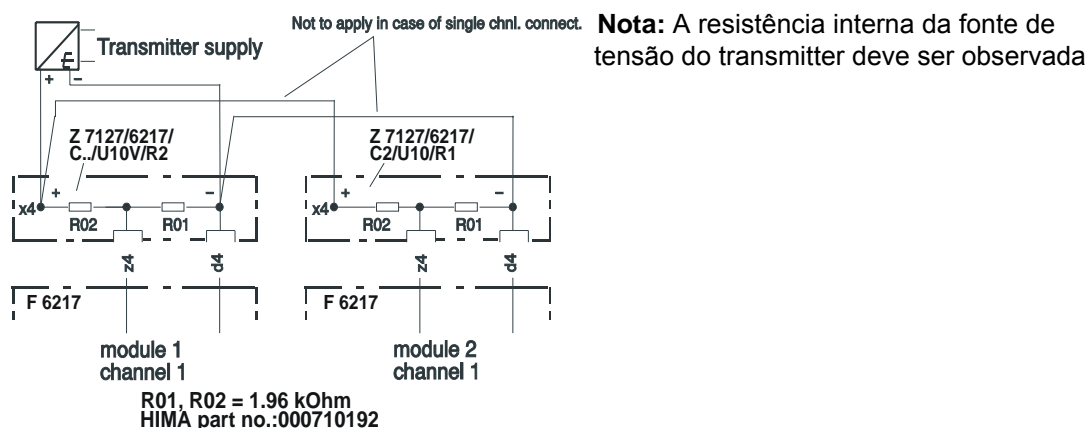 Not to apply in case of single chnl. connect.
Nota: A resistência interna da fonte de
tensão do transmitter deve ser observada
Transmitter supply
+ −
Z 7127/6217/
C../U10V/R2
Z 7127/6217/
C2/U10/R1
+ −
x4 R02 R01
+ −
x4 R02 R01
z4 d4
z4 d4
F 6217
F 6217
module 1
channel 1
module 2
channel 1
R01, R02 = 1.96 kOhm
HIMA part no.:000710192